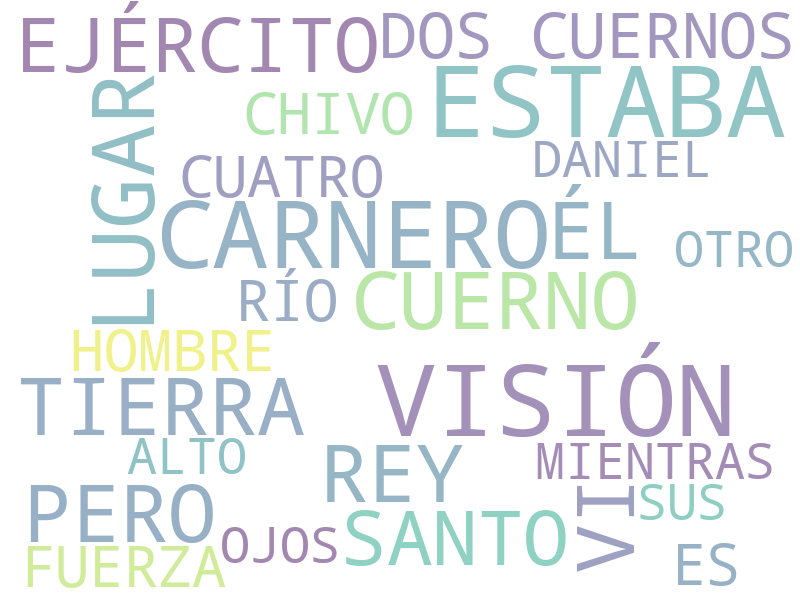 EJÉRCITO
DOS CUERNOS
ESTABA
LUGAR
CHIVO
DANIEL
CUATRO
CARNERO
ÉL
OTRO
RÍO
CUERNO
HOMBRE
VISIÓN
TIERRA
ALTO
REY
MIENTRAS
PERO
VI
SUS
SANTO
OJOS
FUERZA
ES